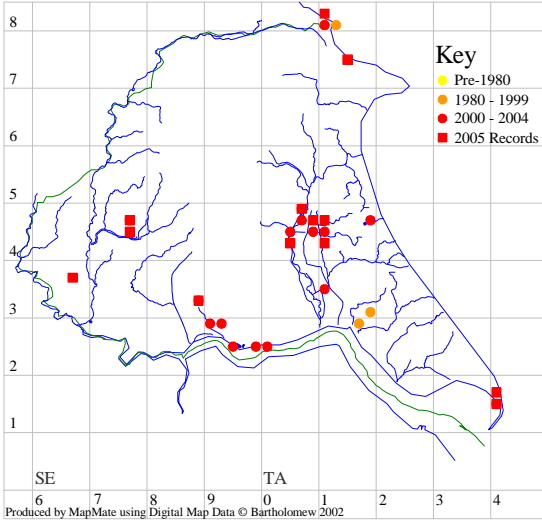 8
Key
7
Pre-1980
1980 - 1999
2000 - 2004
6
2005 Records
5
4
3
2
1
SE TA
6 7 8 9 0 1 2 3 4
Produced by MapMate using Digital Map Data © Bartholomew 2002